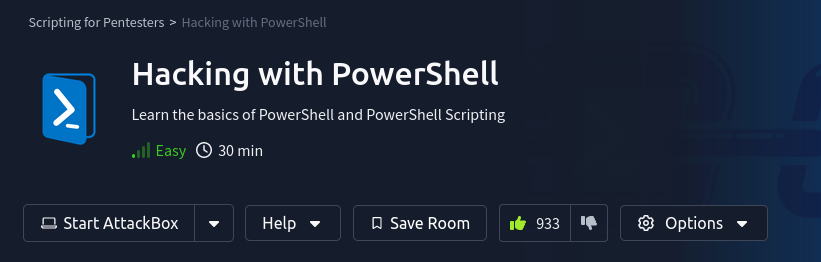 Scripting for Pentesters > Hacking with PowerShell
Hacking with PowerShell
Learn the basics of PowerShell and PowerShell Scripting
Easy 30 min
Start AttackBox Help Save Room 933 Options